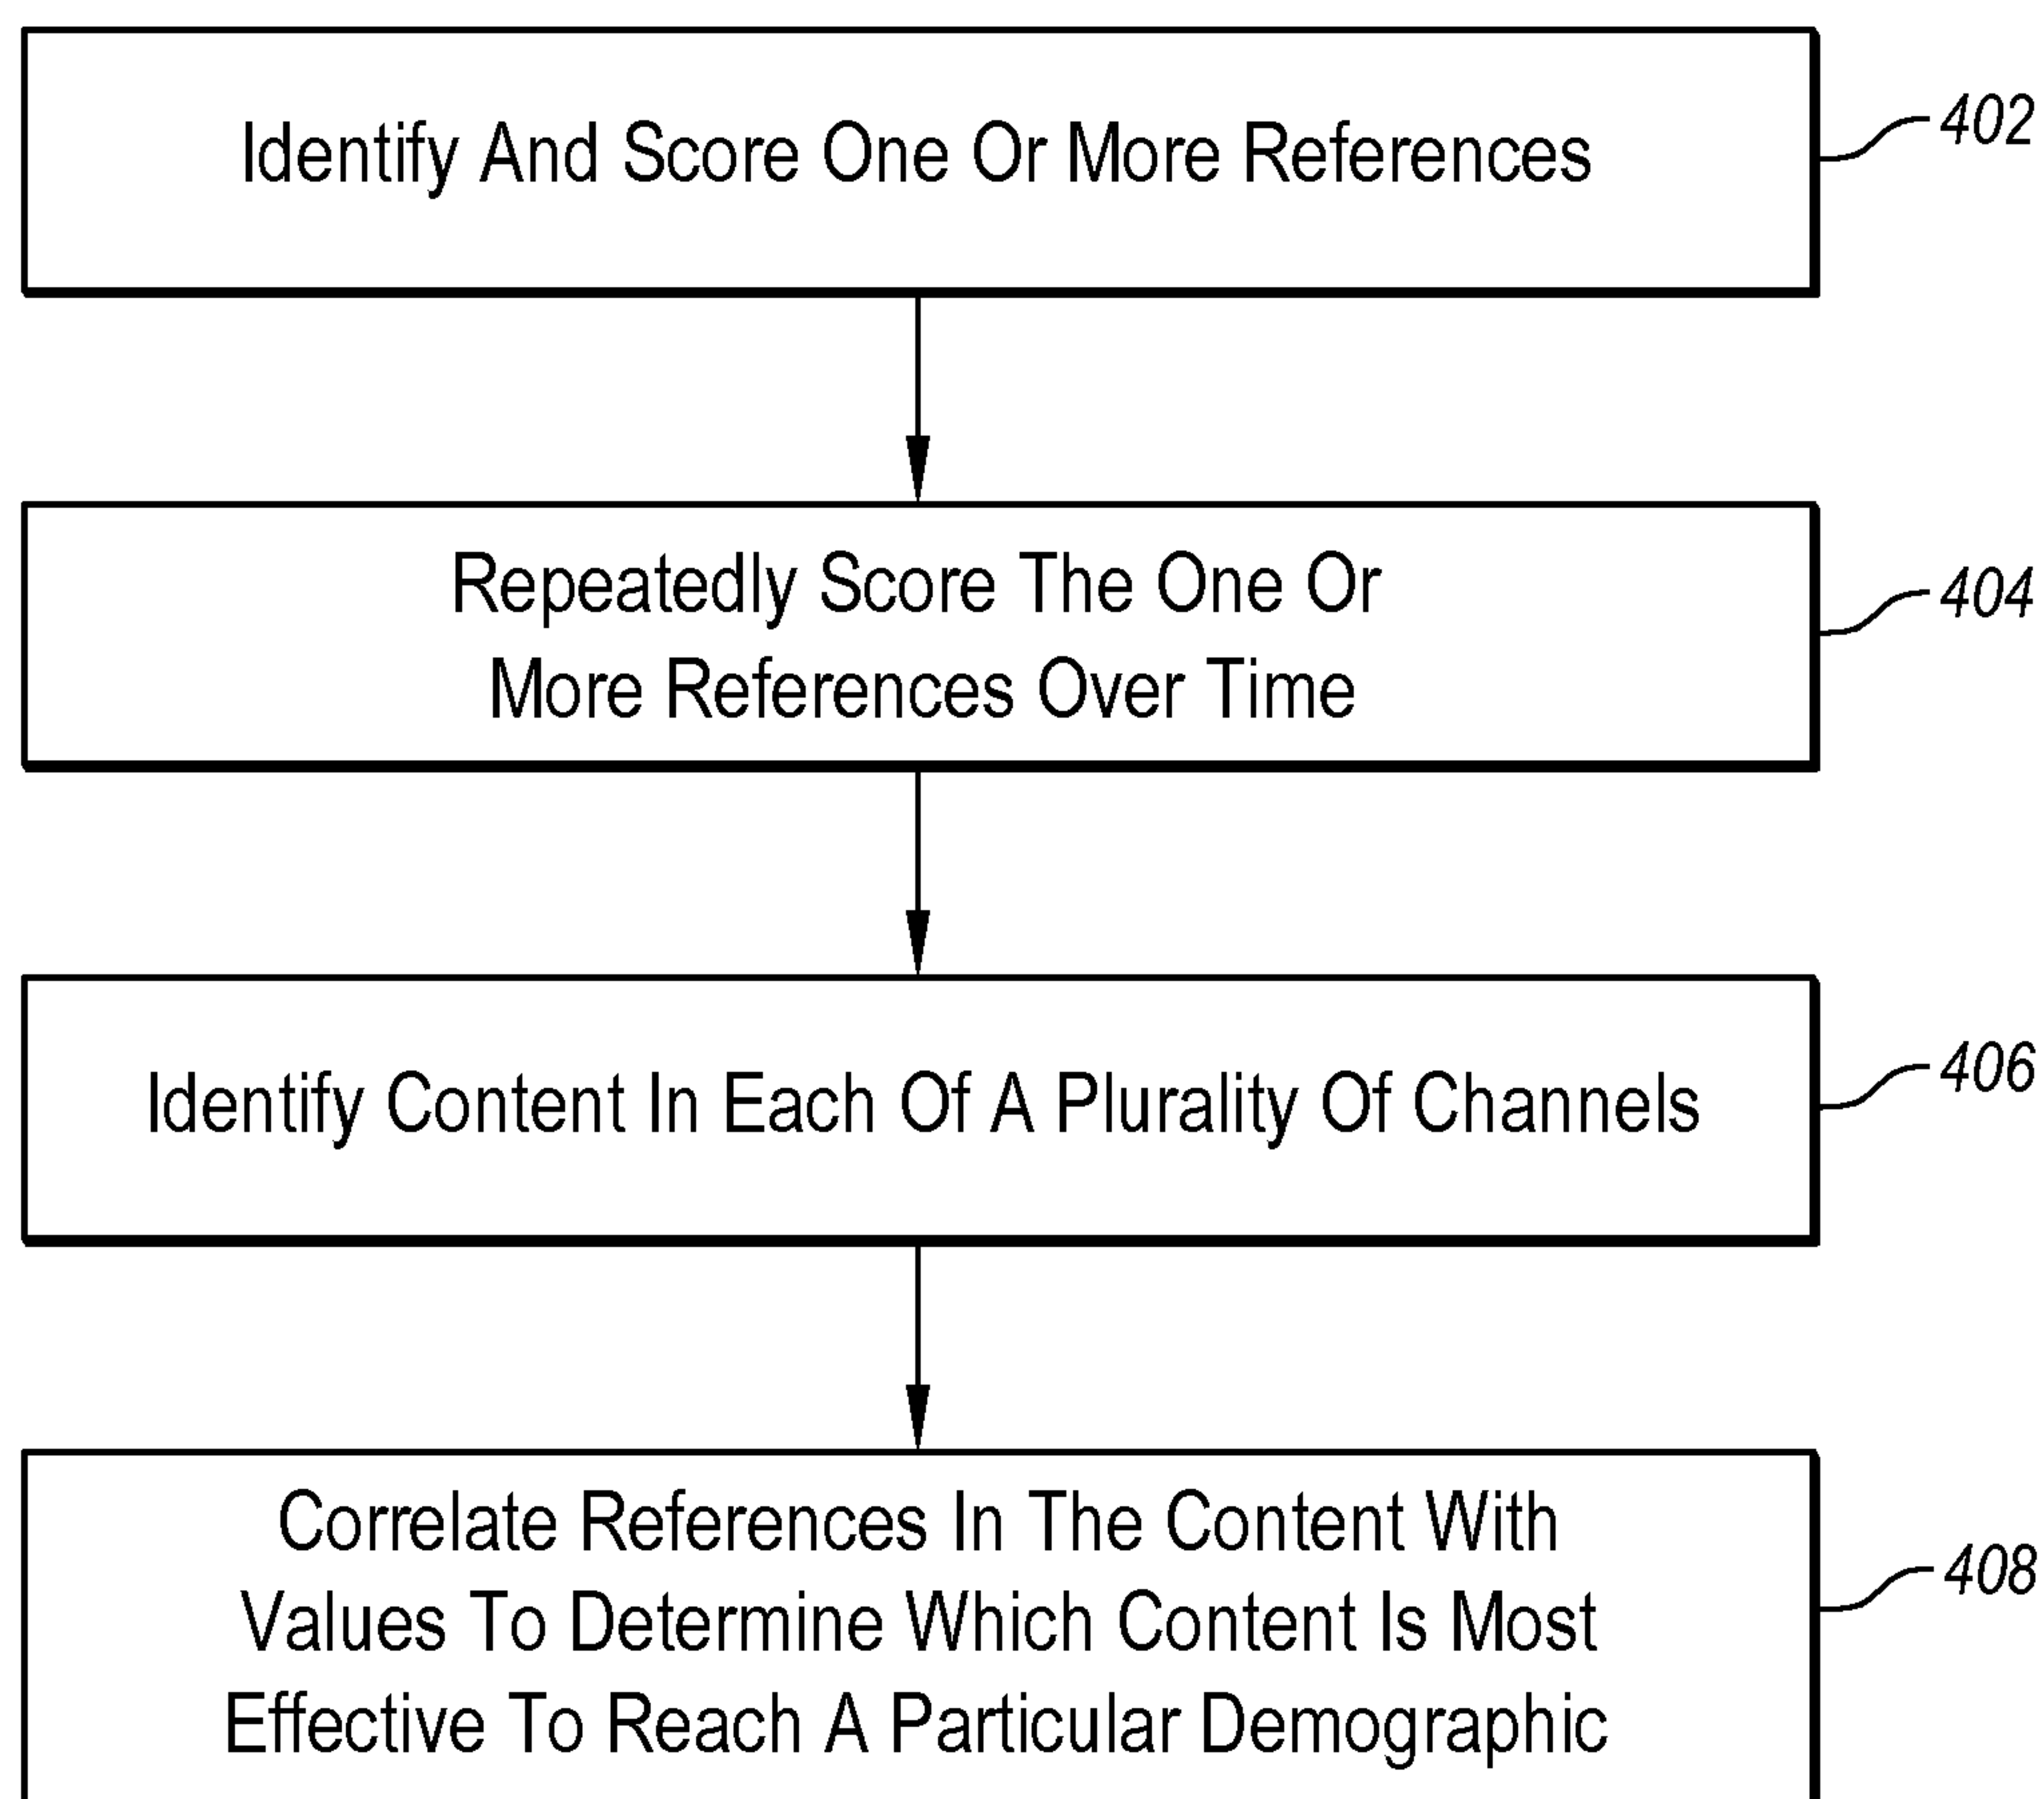 Identify And Score One Or More References
402
Repeatedly Score The One Or
More References Over Time
404
Identify Content In Each Of A Plurality Of Channels
406
Correlate References In The Content With
Values To Determine Which Content Is Most
Effective To Reach A Particular Demographic
408